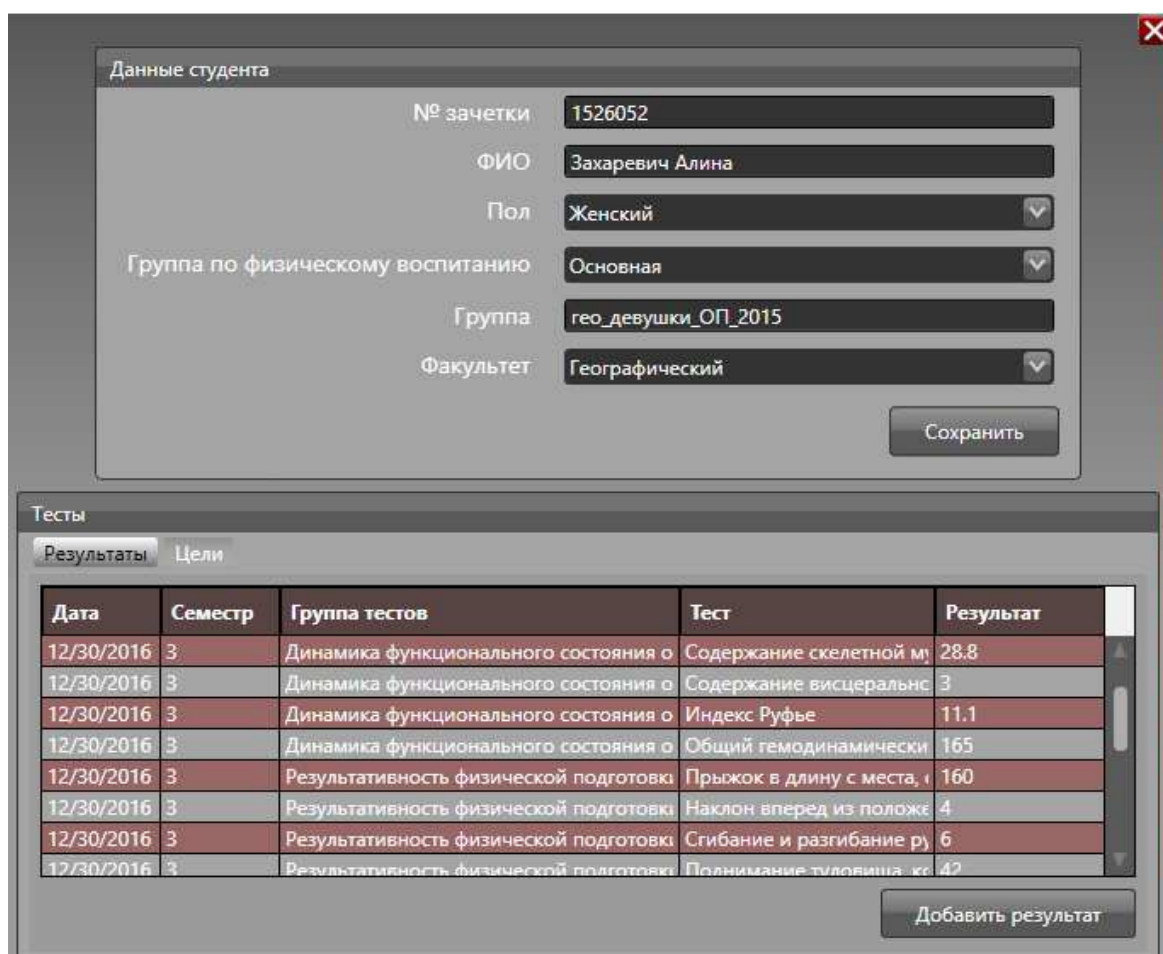 Данные студента
№ зачетки 1526052
ФИО Захаревич Алина
Пол Женский
Группа по физическому воспитанию Основная
Группа гео_девушки_ОП_2015
Факультет Географический
Сохранить
Тесты
Результаты Цели
Дата Семестр Группа тестов Тест Результат
12/30/2016 3 Динамика функционального состояния о Содержание скелетной м 28.8
12/30/2016 3 Динамика функционального состояния о Содержание висцерально 3
12/30/2016 3 Динамика функционального состояния о Индекс Руфье 11.1
12/30/2016 3 Динамика функционального состояния о Общий гемодинамически 165
12/30/2016 3 Результативность физической подготовк Прыжок в длину с места, 160
12/30/2016 3 Результативность физической подготовк Наклон вперед из положе 4
12/30/2016 3 Результативность физической подготовк Сгибание и разгибание ру 6
12/30/2016 3 Результативность физической подготовк Поднимание туловища, ко 42
Добавить результат